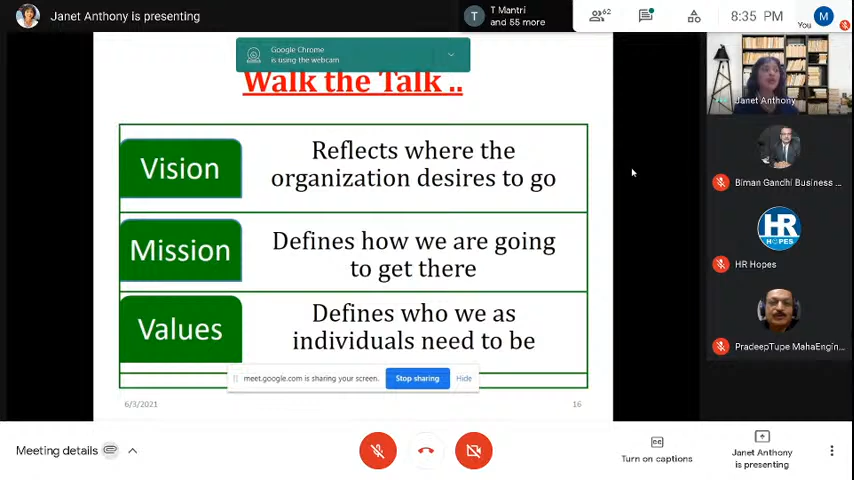 Janet Anthony is presenting
T
T Mantri
and 55 more
62
8:35 PM
You
M
Google Chrome
is using the webcam
Walk the Talk ..
Vision
Reflects where the
organization desires to go
Mission
Defines how we are going
to get there
Values
Defines who we as
individuals need to be
meet.google.com is sharing your screen.
Stop sharing
Hide
6/3/2021
16
Janet Anthony
Biman Gandhi Business ...
HR
HOPES
HR Hopes
PradeepTupe MahaEngin...
Meeting details
Turn on captions
Janet Anthony
is presenting